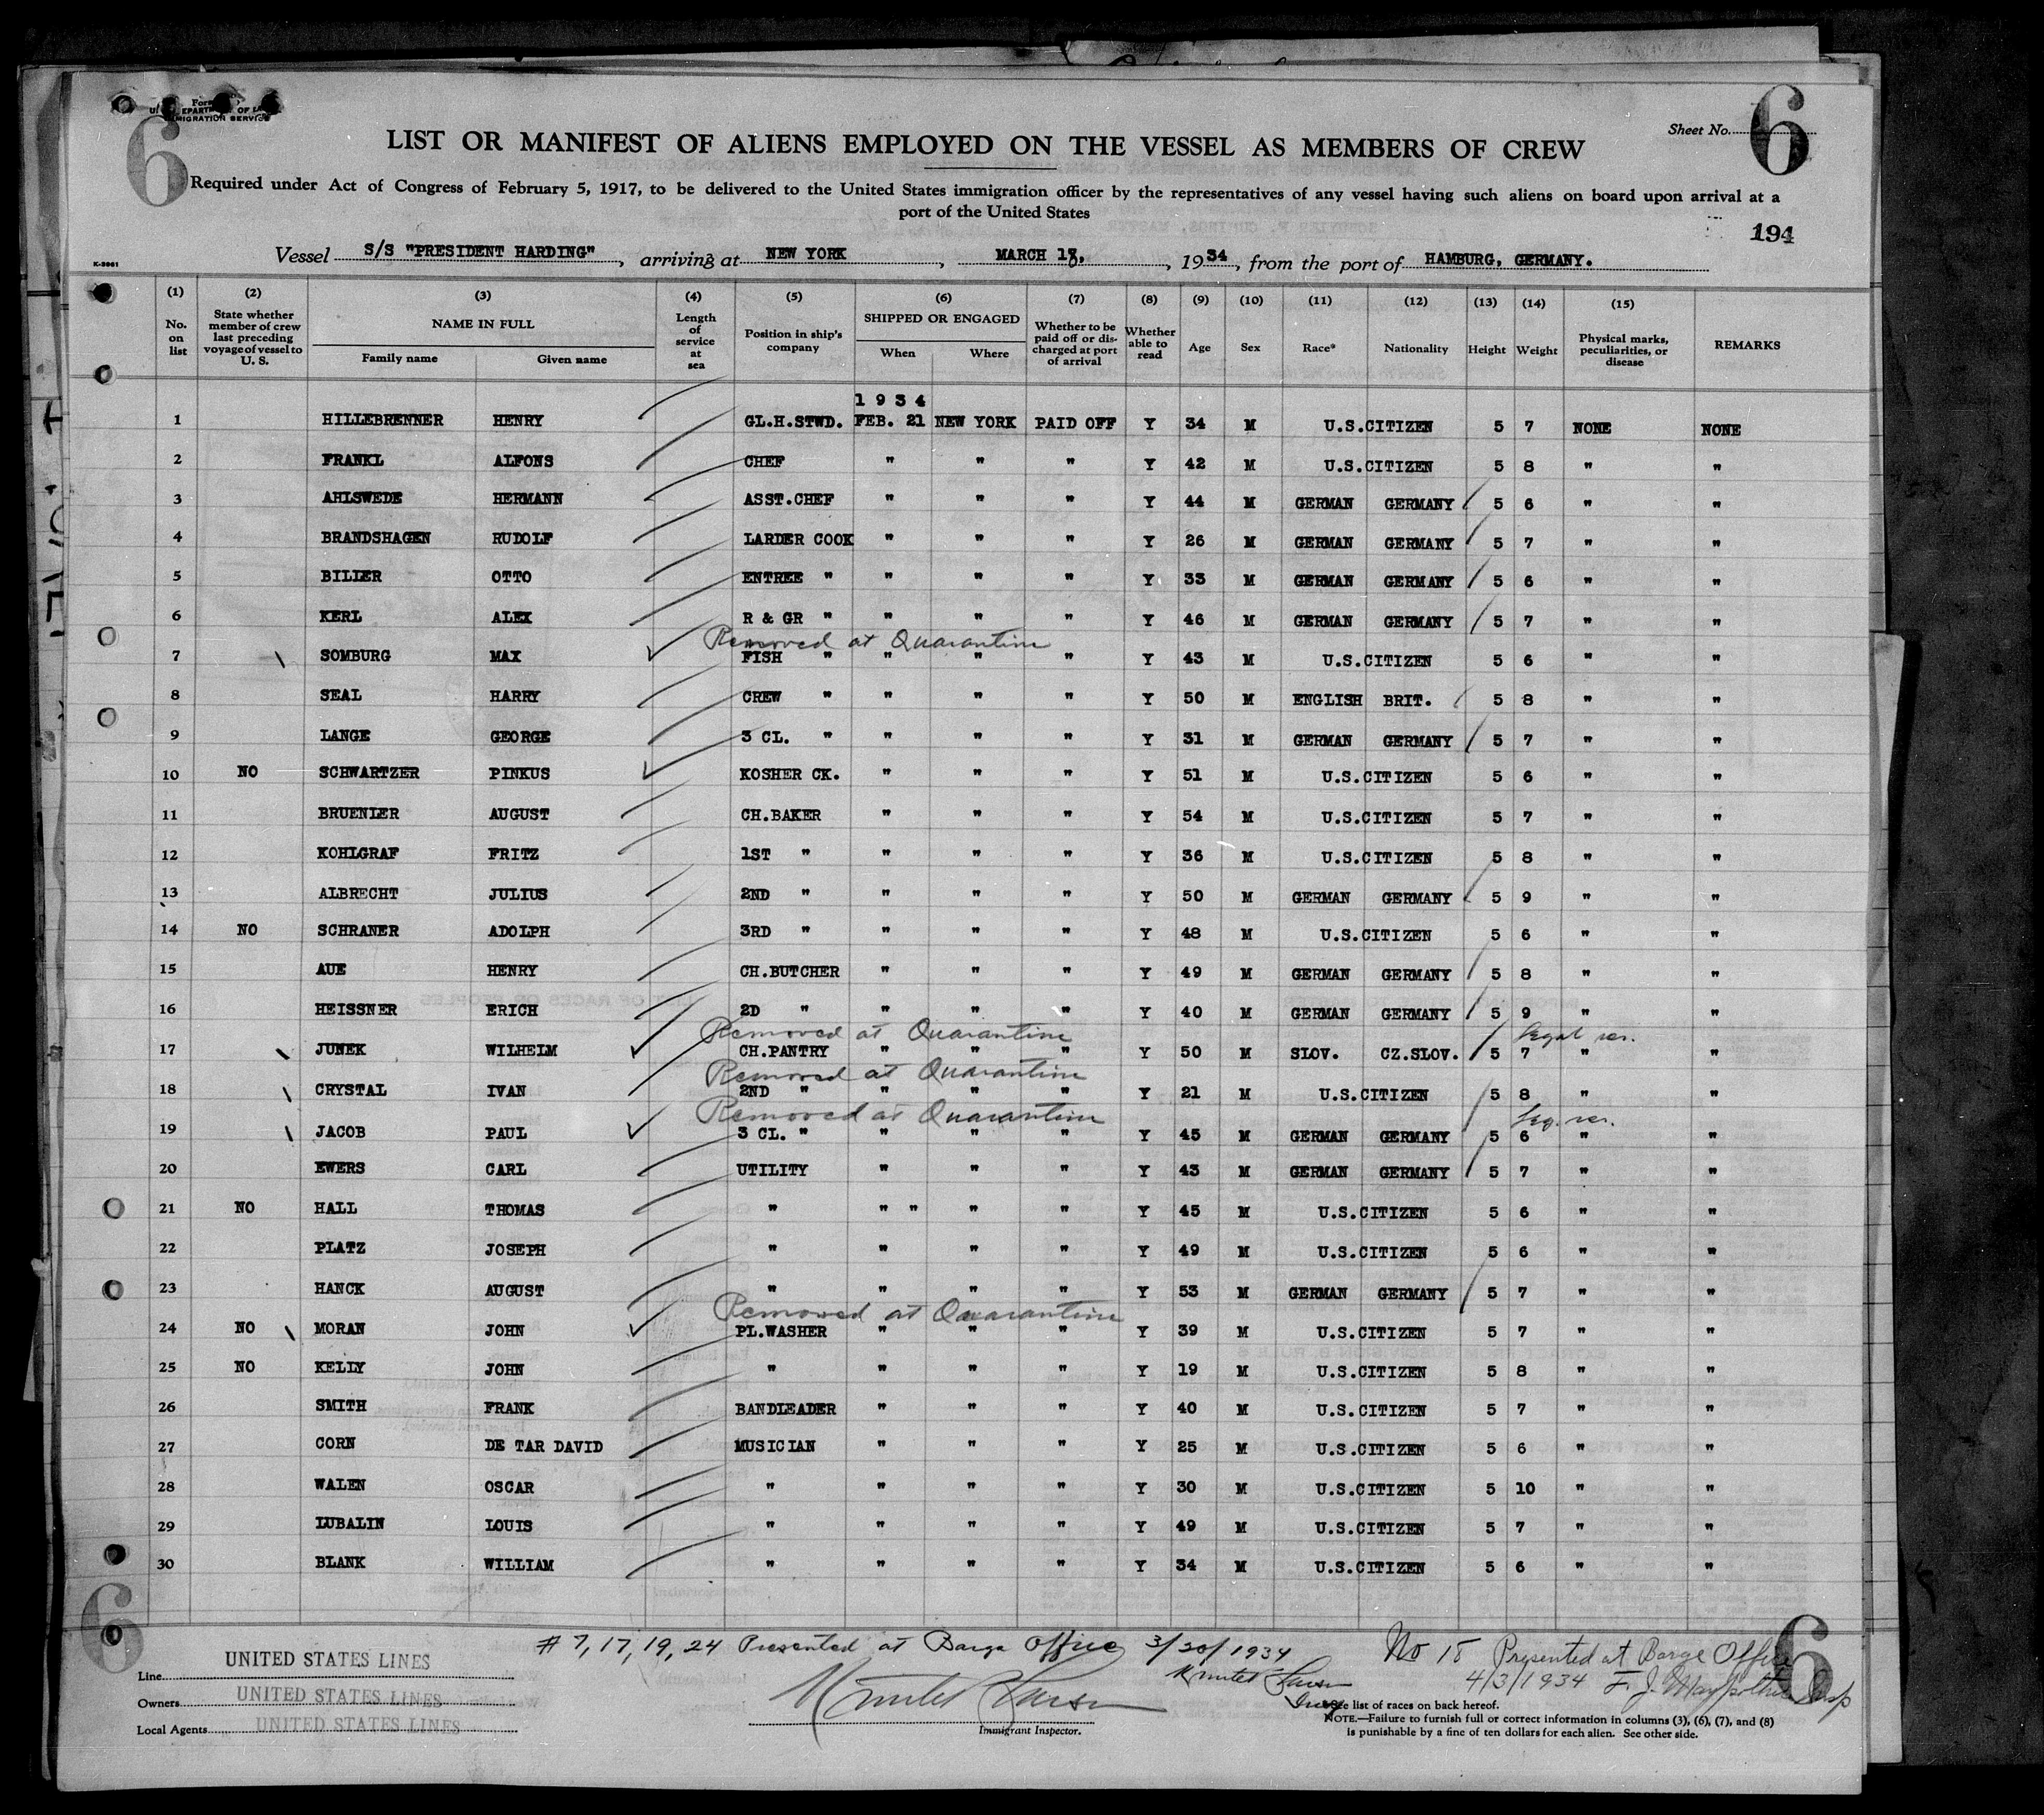 6
6
Sheet No.
LIST OR MANIFEST OF ALIENS EMPLOYED ON THE VESSEL AS MEMBERS OF CREW
Required under Act of Congress of February 5, 1917, to be delivered to the United States immigration officer by the representatives of any vessel having such aliens on board upon arrival at a
port of the United States
194
Vessel S/S "PRESIDENT HARDING", arriving at NEW YORK, MARCH 18, 1934, from the port of HAMBURG, GERMANY.
(1) (2) (3) (4) (5) (6) (7) (8) (9) (10) (11) (12) (13) (14) (15)
No. on list | State whether member of crew last preceding voyage of vessel to U. S. | NAME IN FULL Family name Given name | Length of service at sea | Position in ship's company | SHIPPED OR ENGAGED When Where | Whether to be paid off or discharged at port of arrival | Whether able to read | Age | Sex | Race* | Nationality | Height | Weight | Physical marks, peculiarities, or disease | REMARKS
1934
1 HILLEBRENNER HENRY GL.H.STWD. FEB. 21 NEW YORK PAID OFF Y 34 M U.S.CITIZEN 5 7 NONE NONE
2 FRANKL ALFONS CHEF " " " Y 42 M U.S.CITIZEN 5 8 " "
3 AHLSWEDE HERMANN ASST.CHEF " " " Y 44 M GERMAN GERMANY 5 6 " "
4 BRANDSHAGEN RUDOLF LARDER COOK " " " Y 26 M GERMAN GERMANY 5 7 " "
5 BILLER OTTO ENTREE " " " " Y 33 M GERMAN GERMANY 5 6 " "
6 KERL ALEX R & GR " " " " Y 46 M GERMAN GERMANY 5 7 " "
Removed at Quarantine
7 SOMBURG MAX FISH " " " " Y 43 M U.S.CITIZEN 5 6 " "
8 SEAL HARRY CREW " " " " Y 50 M ENGLISH BRIT. 5 8 " "
9 LANGE GEORGE 3 CL. " " " " Y 31 M GERMAN GERMANY 5 7 " "
10 NO SCHWARTZER PINKUS KOSHER CK. " " " Y 51 M U.S.CITIZEN 5 6 " "
11 BRUENLER AUGUST CH.BAKER " " " Y 54 M U.S.CITIZEN 5 7 " "
12 KOHLGRAF FRITZ 1ST " " " " Y 36 M U.S.CITIZEN 5 8 " "
13 ALBRECHT JULIUS 2ND " " " " Y 50 M GERMAN GERMANY 5 9 " "
14 NO SCHRANER ADOLPH 3RD " " " " Y 48 M U.S.CITIZEN 5 6 " "
15 AUE HENRY CH.BUTCHER " " " Y 49 M GERMAN GERMANY 5 8 " "
16 HEISSNER ERICH 2D " " " " Y 40 M GERMAN GERMANY 5 9 " "
Removed at Quarantine legal res.
17 JUNEK WILHELM CH.PANTRY " " " Y 50 M SLOV. CZ.SLOV. 5 7 " "
Removed at Quarantine
18 CRYSTAL IVAN 2ND " " " " Y 21 M U.S.CITIZEN 5 8 " "
Removed at Quarantine leg. res.
19 JACOB PAUL 3 CL. " " " " Y 45 M GERMAN GERMANY 5 6 " "
20 EWERS CARL UTILITY " " " Y 43 M GERMAN GERMANY 5 7 " "
21 NO HALL THOMAS " " " " " Y 45 M U.S.CITIZEN 5 6 " "
22 PLATZ JOSEPH " " " " Y 49 M U.S.CITIZEN 5 6 " "
23 HANCK AUGUST " " " " Y 53 M GERMAN GERMANY 5 7 " "
Removed at Quarantine
24 NO MORAN JOHN PL.WASHER " " " Y 39 M U.S.CITIZEN 5 7 " "
25 NO KELLY JOHN " " " " Y 19 M U.S.CITIZEN 5 8 " "
26 SMITH FRANK BANDLEADER " " " Y 40 M U.S.CITIZEN 5 7 " "
27 CORN DE TAR DAVID MUSICIAN " " " Y 25 M U.S.CITIZEN 5 6 " "
28 WALEN OSCAR " " " " Y 30 M U.S.CITIZEN 5 10 " "
29 LUBALIN LOUIS " " " " Y 49 M U.S.CITIZEN 5 7 " "
30 BLANK WILLIAM " " " " Y 34 M U.S.CITIZEN 5 6 " "
6
6
# 7, 17, 19, 24 Presented at Barge Office 3/20/1934
No 18 Presented at Barge Office
4/3/1934 F. J. Insp
Line UNITED STATES LINES
Owners UNITED STATES LINES
Local Agents UNITED STATES LINES
Immigrant Inspector.
See list of races on back hereof.
NOTE.—Failure to furnish full or correct information in columns (3), (6), (7), and (8)
is punishable by a fine of ten dollars for each alien. See other side.